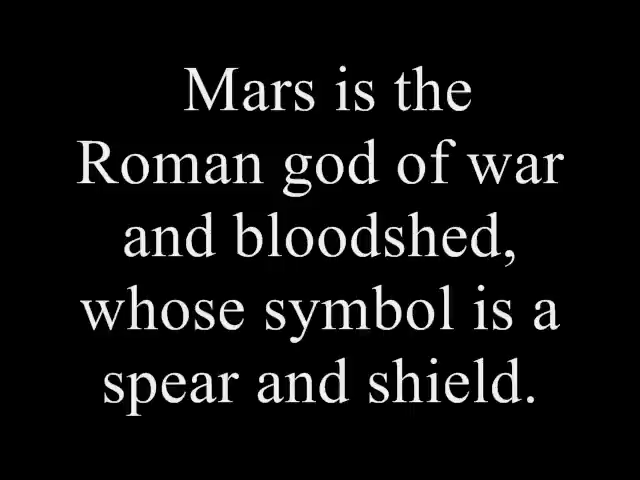 Mars is the
Roman god of war
and bloodshed,
whose symbol is a
spear and shield.